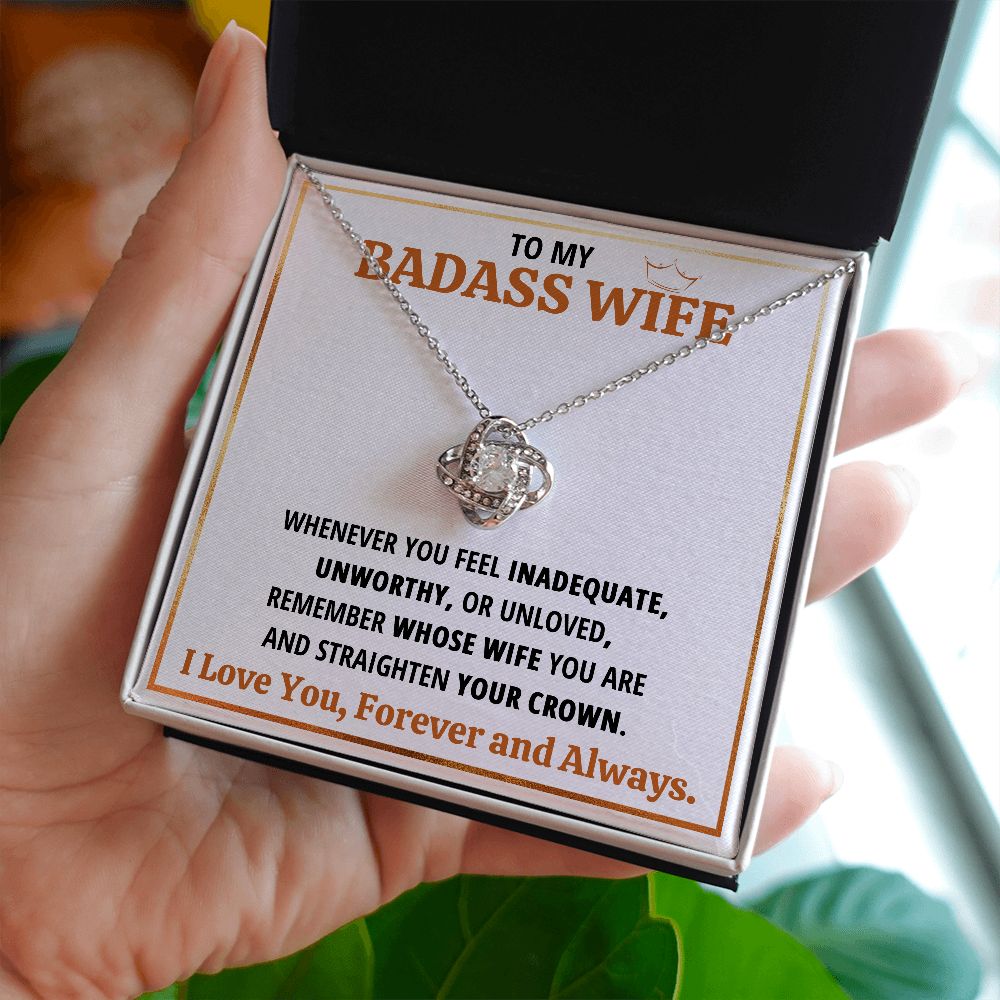 TO MY
BADASS WIFE
WHENEVER YOU FEEL INADEQUATE,
UNWORTHY, OR UNLOVED,
REMEMBER WHOSE WIFE YOU ARE
AND STRAIGHTEN YOUR CROWN.
I Love You, Forever and Always.